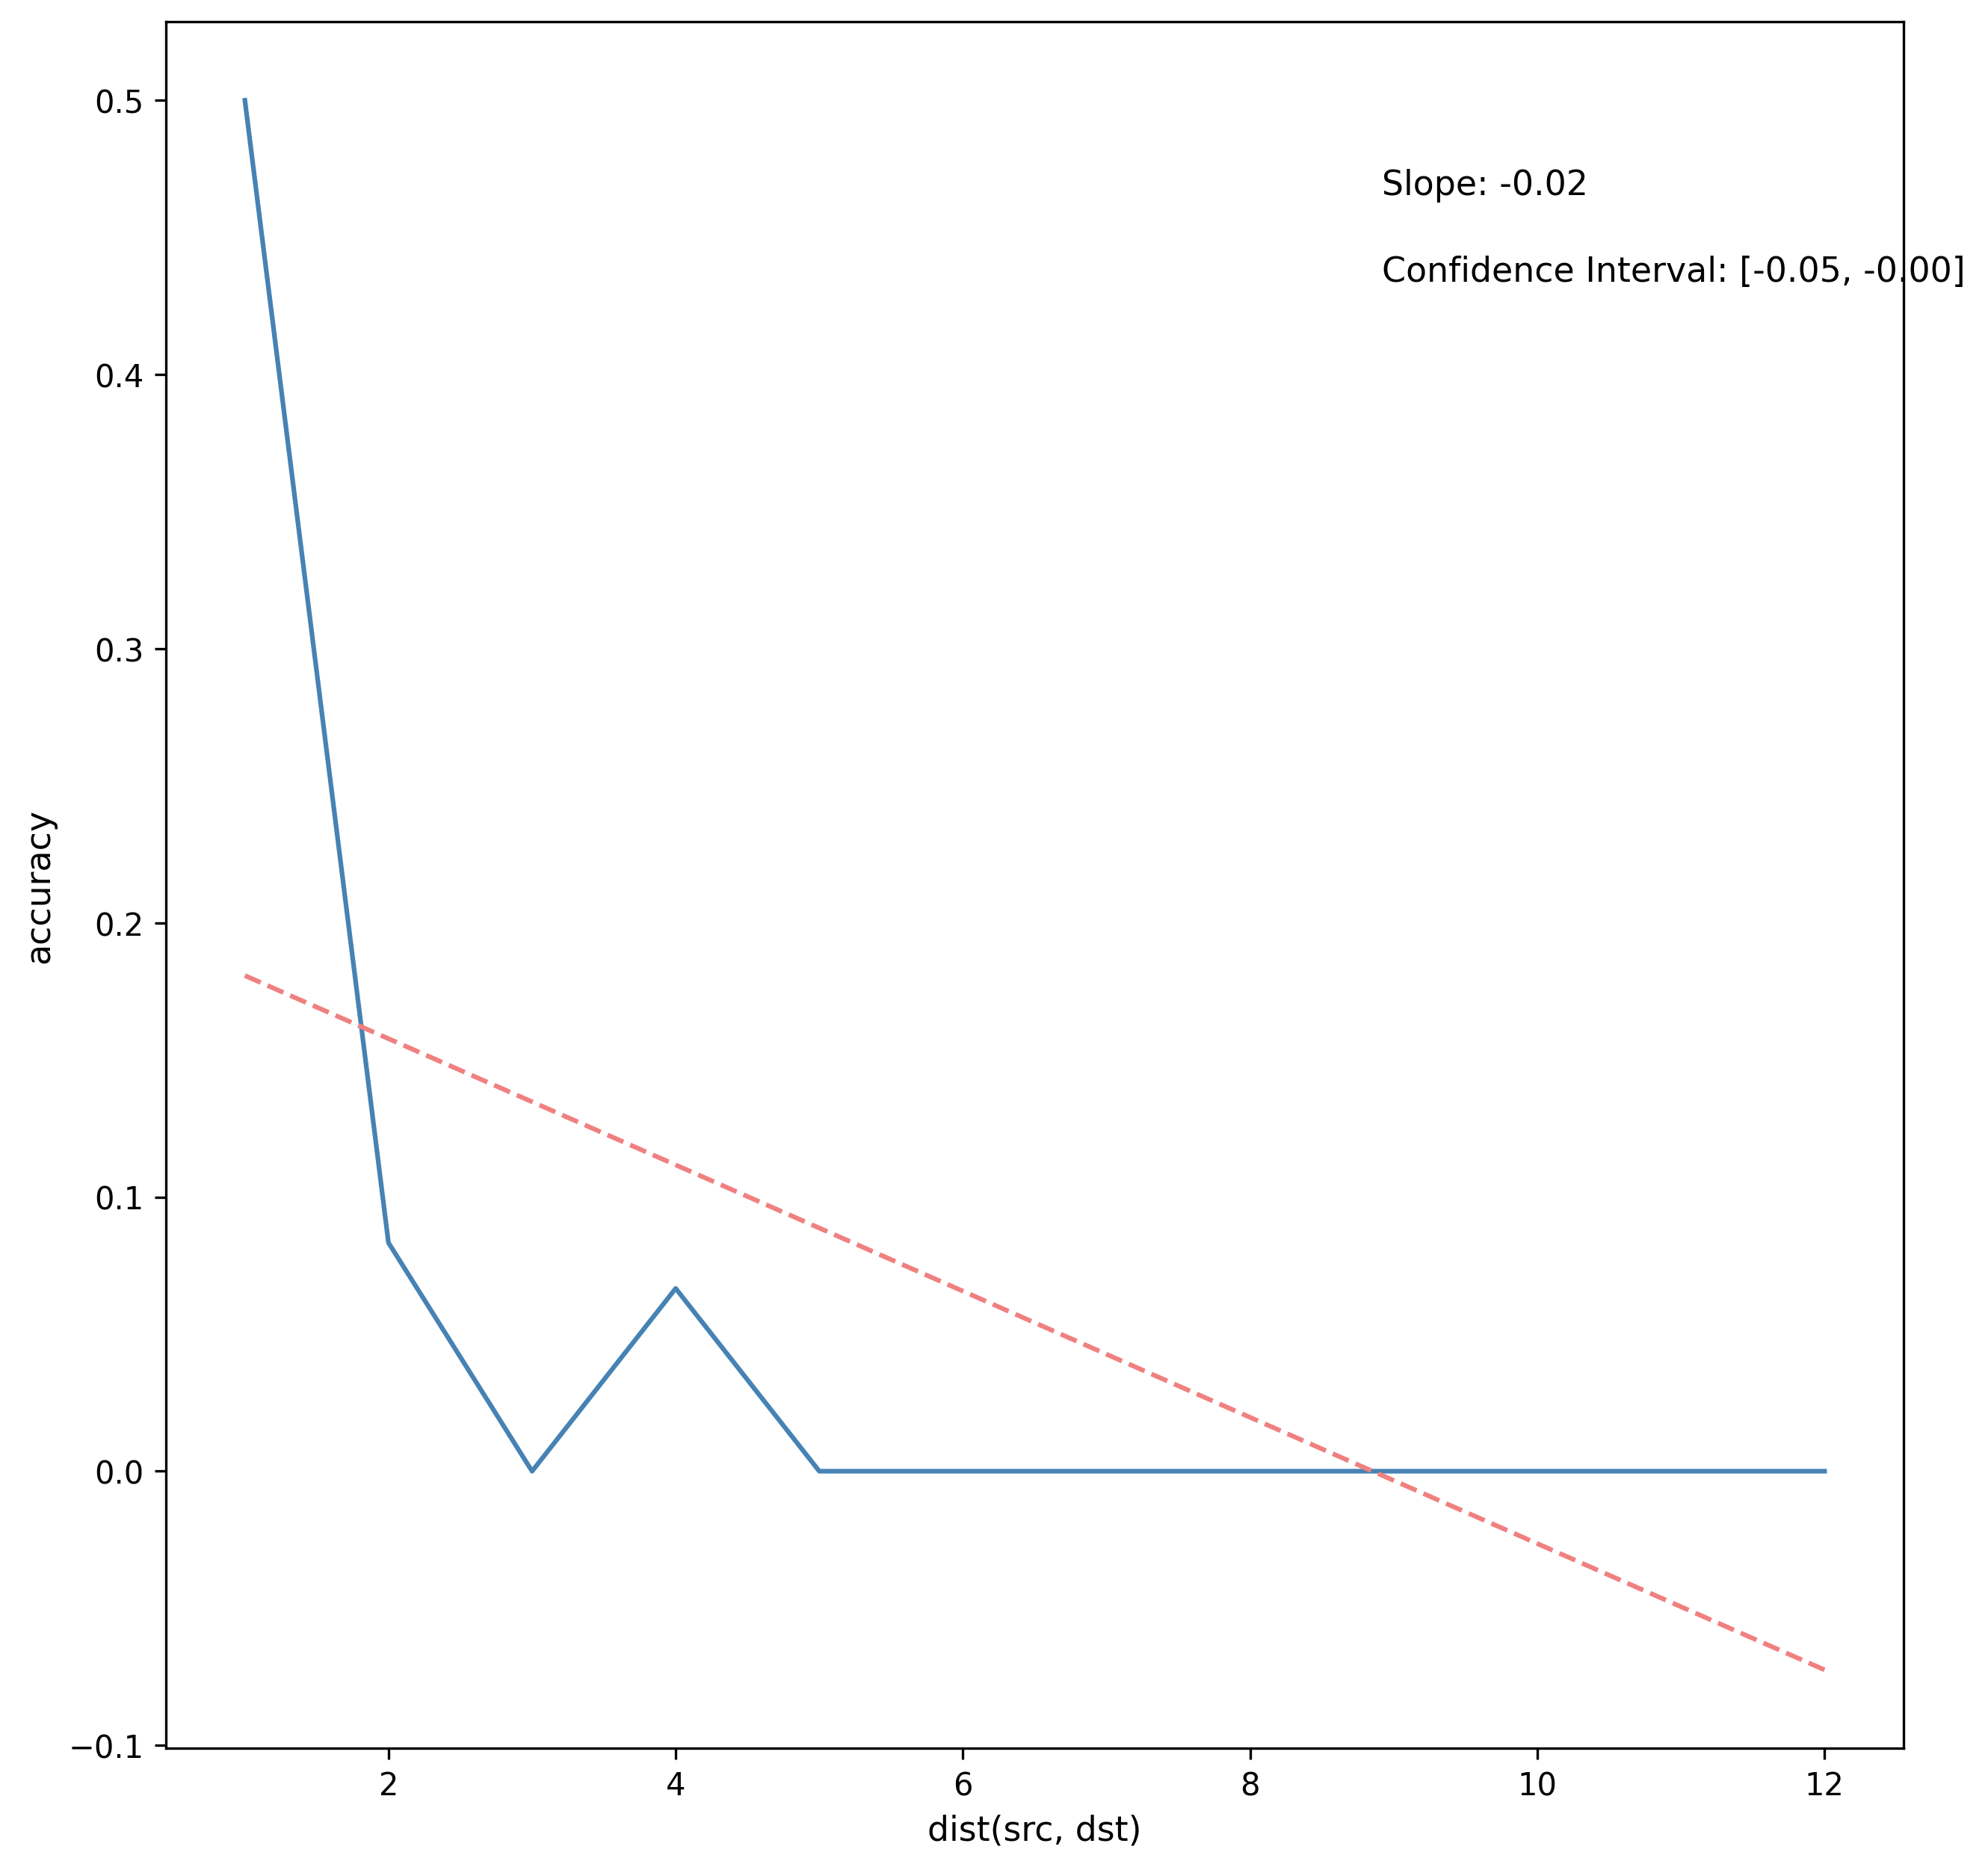 0.5
0.4
0.3
0.2
0.1
0.0
−0.1
accuracy
Slope: -0.02
Confidence Interval: [-0.05, -0.00]
2 4 6 8 10 12
dist(src, dst)